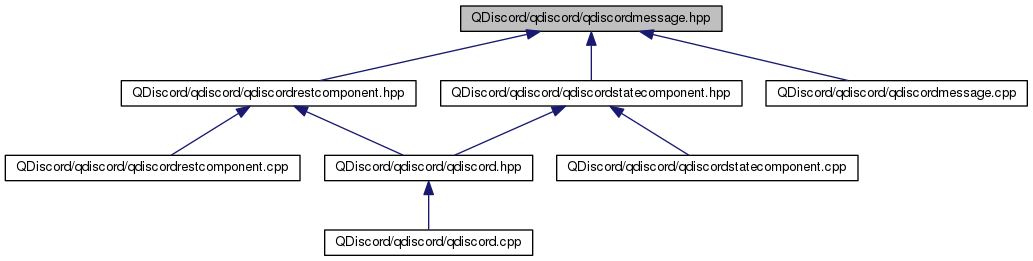 QDiscord/qdiscord/qdiscordmessage.hpp
QDiscord/qdiscord/qdiscordrestcomponent.hpp
QDiscord/qdiscord/qdiscordstatecomponent.hpp
QDiscord/qdiscord/qdiscordmessage.cpp
QDiscord/qdiscord/qdiscordrestcomponent.cpp
QDiscord/qdiscord/qdiscord.hpp
QDiscord/qdiscord/qdiscordstatecomponent.cpp
QDiscord/qdiscord/qdiscord.cpp